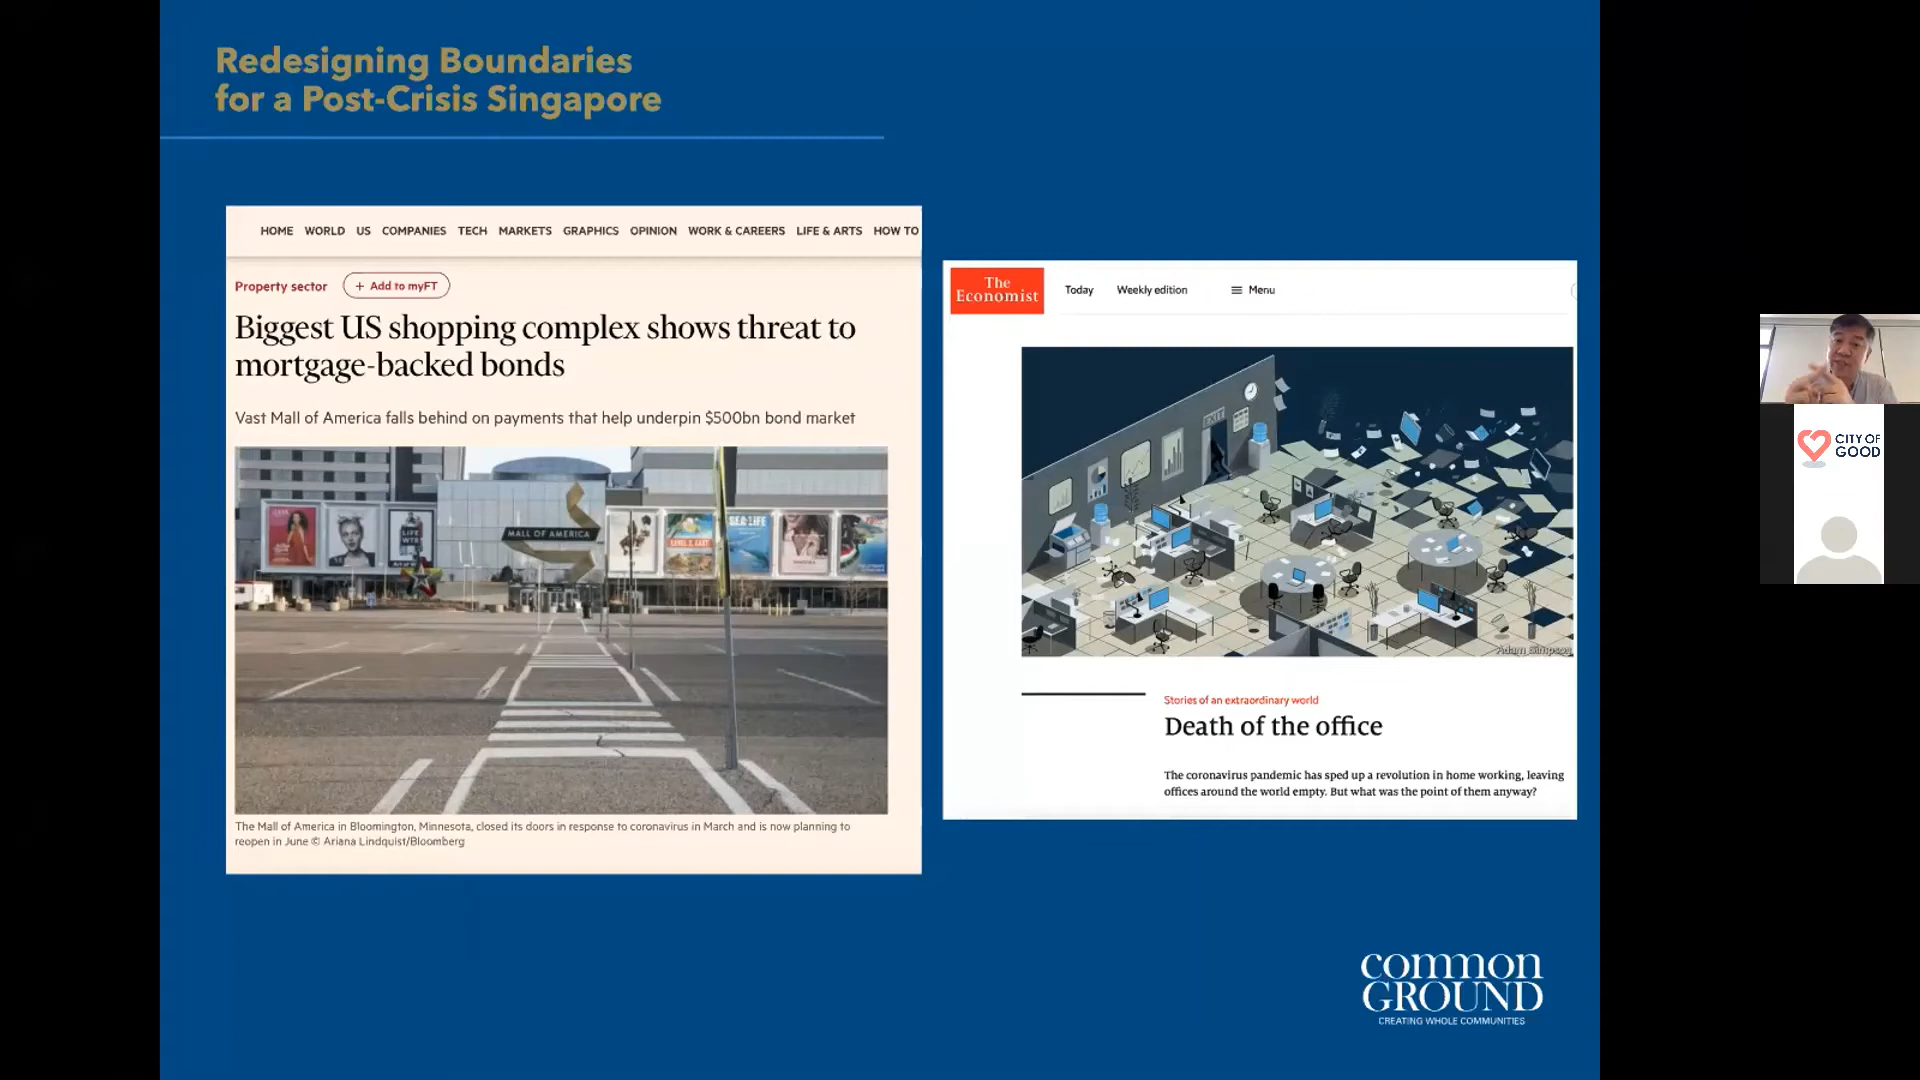 Redesigning Boundaries
for a Post-Crisis Singapore
HOME WORLD US COMPANIES TECH MARKETS GRAPHICS OPINION WORK & CAREERS LIFE & ARTS HOW TO
Property sector + Add to myFT
Biggest US shopping complex shows threat to
mortgage-backed bonds
Vast Mall of America falls behind on payments that help underpin $500bn bond market
MALL OF AMERICA
SEA LIFE
The Mall of America in Bloomington, Minnesota, closed its doors in response to coronavirus in March and is now planning to
reopen in June © Ariana Lindquist/Bloomberg
The
Economist
Today Weekly edition Menu
EXIT
Adam Simpson
Stories of an extraordinary world
Death of the office
The coronavirus pandemic has sped up a revolution in home working, leaving
offices around the world empty. But what was the point of them anyway?
CITY OF
GOOD
common
GROUND
CREATING WHOLE COMMUNITIES